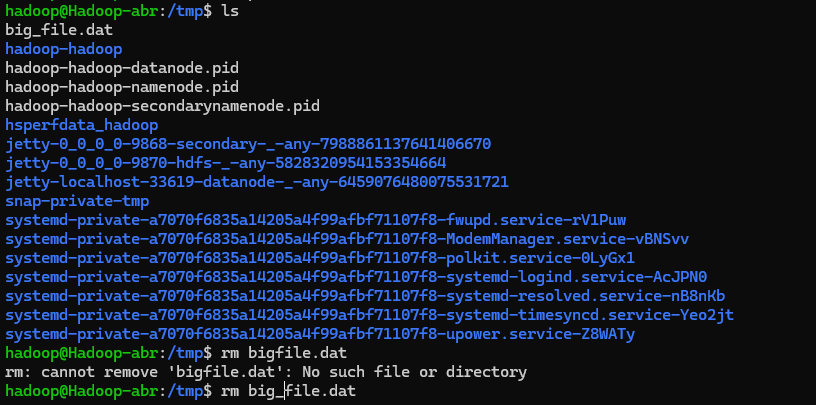 hadoop@Hadoop-abr:/tmp$ ls
big_file.dat
hadoop-hadoop
hadoop-hadoop-datanode.pid
hadoop-hadoop-namenode.pid
hadoop-hadoop-secondarynamenode.pid
hsperfdata_hadoop
jetty-0_0_0_0-9868-secondary-_-any-7988861137641406670
jetty-0_0_0_0-9870-hdfs-_-any-5828320954153354664
jetty-localhost-33619-datanode-_-any-6459076480075531721
snap-private-tmp
systemd-private-a7070f6835a14205a4f99afbf71107f8-fwupd.service-rV1Puw
systemd-private-a7070f6835a14205a4f99afbf71107f8-ModemManager.service-vBNSvv
systemd-private-a7070f6835a14205a4f99afbf71107f8-polkit.service-0LyGx1
systemd-private-a7070f6835a14205a4f99afbf71107f8-systemd-logind.service-AcJPN0
systemd-private-a7070f6835a14205a4f99afbf71107f8-systemd-resolved.service-nB8nKb
systemd-private-a7070f6835a14205a4f99afbf71107f8-systemd-timesyncd.service-Yeo2jt
systemd-private-a7070f6835a14205a4f99afbf71107f8-upower.service-Z8WATy
hadoop@Hadoop-abr:/tmp$ rm bigfile.dat
rm: cannot remove 'bigfile.dat': No such file or directory
hadoop@Hadoop-abr:/tmp$ rm big_file.dat